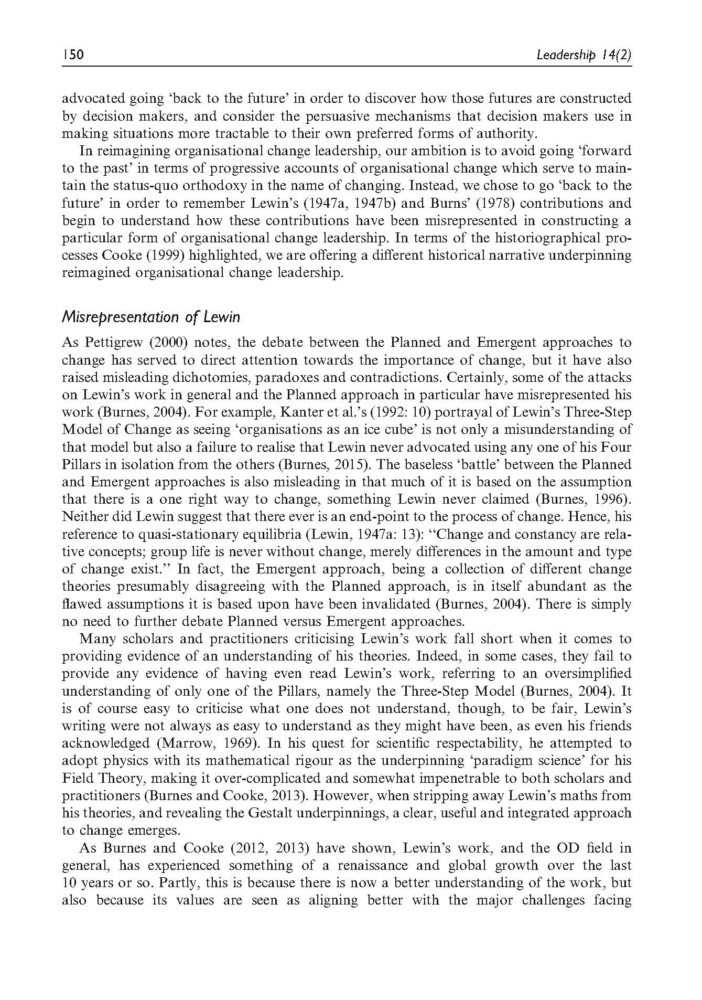 150
Leadership 14(2)
advocated going ‘back to the future’ in order to discover how those futures are constructed
by decision makers, and consider the persuasive mechanisms that decision makers use in
making situations more tractable to their own preferred forms of authority.
In reimagining organisational change leadership, our ambition is to avoid going ‘forward
to the past’ in terms of progressive accounts of organisational change which serve to main-
tain the status-quo orthodoxy in the name of changing. Instead, we chose to go ‘back to the
future’ in order to remember Lewin’s (1947a, 1947b) and Burns’ (1978) contributions and
begin to understand how these contributions have been misrepresented in constructing a
particular form of organisational change leadership. In terms of the historiographical pro-
cesses Cooke (1999) highlighted, we are offering a different historical narrative underpinning
reimagined organisational change leadership.
Misrepresentation of Lewin
As Pettigrew (2000) notes, the debate between the Planned and Emergent approaches to
change has served to direct attention towards the importance of change, but it have also
raised misleading dichotomies, paradoxes and contradictions. Certainly, some of the attacks
on Lewin’s work in general and the Planned approach in particular have misrepresented his
work (Burnes, 2004). For example, Kanter et al.’s (1992: 10) portrayal of Lewin’s Three-Step
Model of Change as seeing ‘organisations as an ice cube’ is not only a misunderstanding of
that model but also a failure to realise that Lewin never advocated using any one of his Four
Pillars in isolation from the others (Burnes, 2015). The baseless ‘battle’ between the Planned
and Emergent approaches is also misleading in that much of it is based on the assumption
that there is a one right way to change, something Lewin never claimed (Burnes, 1996).
Neither did Lewin suggest that there ever is an end-point to the process of change. Hence, his
reference to quasi-stationary equilibria (Lewin, 1947a: 13): ‘‘Change and constancy are rela-
tive concepts; group life is never without change, merely differences in the amount and type
of change exist.’’ In fact, the Emergent approach, being a collection of different change
theories presumably disagreeing with the Planned approach, is in itself abundant as the
flawed assumptions it is based upon have been invalidated (Burnes, 2004). There is simply
no need to further debate Planned versus Emergent approaches.
Many scholars and practitioners criticising Lewin’s work fall short when it comes to
providing evidence of an understanding of his theories. Indeed, in some cases, they fail to
provide any evidence of having even read Lewin’s work, referring to an oversimplified
understanding of only one of the Pillars, namely the Three-Step Model (Burnes, 2004). It
is of course easy to criticise what one does not understand, though, to be fair, Lewin’s
writing were not always as easy to understand as they might have been, as even his friends
acknowledged (Marrow, 1969). In his quest for scientific respectability, he attempted to
adopt physics with its mathematical rigour as the underpinning ‘paradigm science’ for his
Field Theory, making it over-complicated and somewhat impenetrable to both scholars and
practitioners (Burnes and Cooke, 2013). However, when stripping away Lewin’s maths from
his theories, and revealing the Gestalt underpinnings, a clear, useful and integrated approach
to change emerges.
As Burnes and Cooke (2012, 2013) have shown, Lewin’s work, and the OD field in
general, has experienced something of a renaissance and global growth over the last
10 years or so. Partly, this is because there is now a better understanding of the work, but
also because its values are seen as aligning better with the major challenges facing